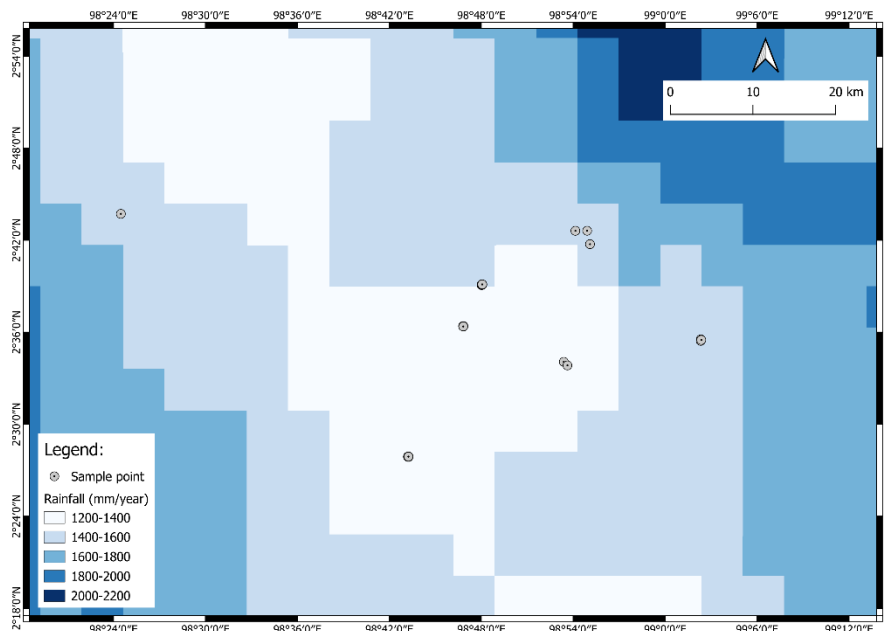 98°24'0"E 98°30'0"E 98°36'0"E 98°42'0"E 98°48'0"E 98°54'0"E 99°0'0"E 99°6'0"E 99°12'0"E
2°54'0"N
2°48'0"N
2°42'0"N
2°36'0"N
2°30'0"N
2°24'0"N
2°18'0"N
0 10 20 km
Legend:
Sample point
Rainfall (mm/year)
1200-1400
1400-1600
1600-1800
1800-2000
2000-2200
98°24'0"E 98°30'0"E 98°36'0"E 98°42'0"E 98°48'0"E 98°54'0"E 99°0'0"E 99°6'0"E 99°12'0"E